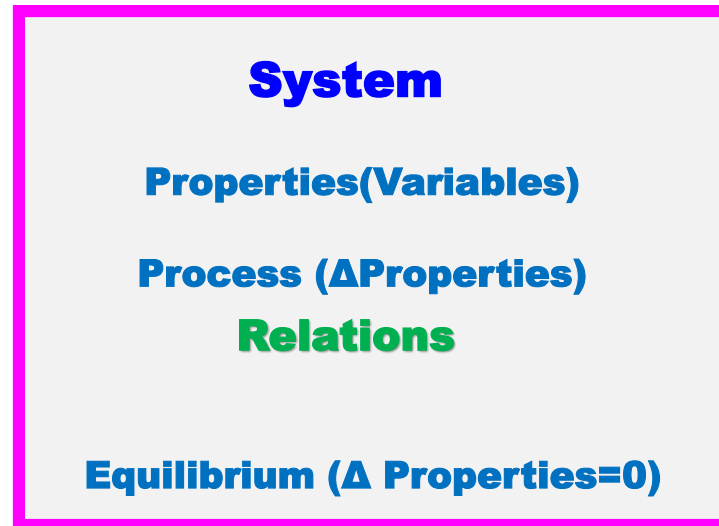 System
Properties(Variables)
Process (ΔProperties)
Relations
Equilibrium (Δ Properties=0)